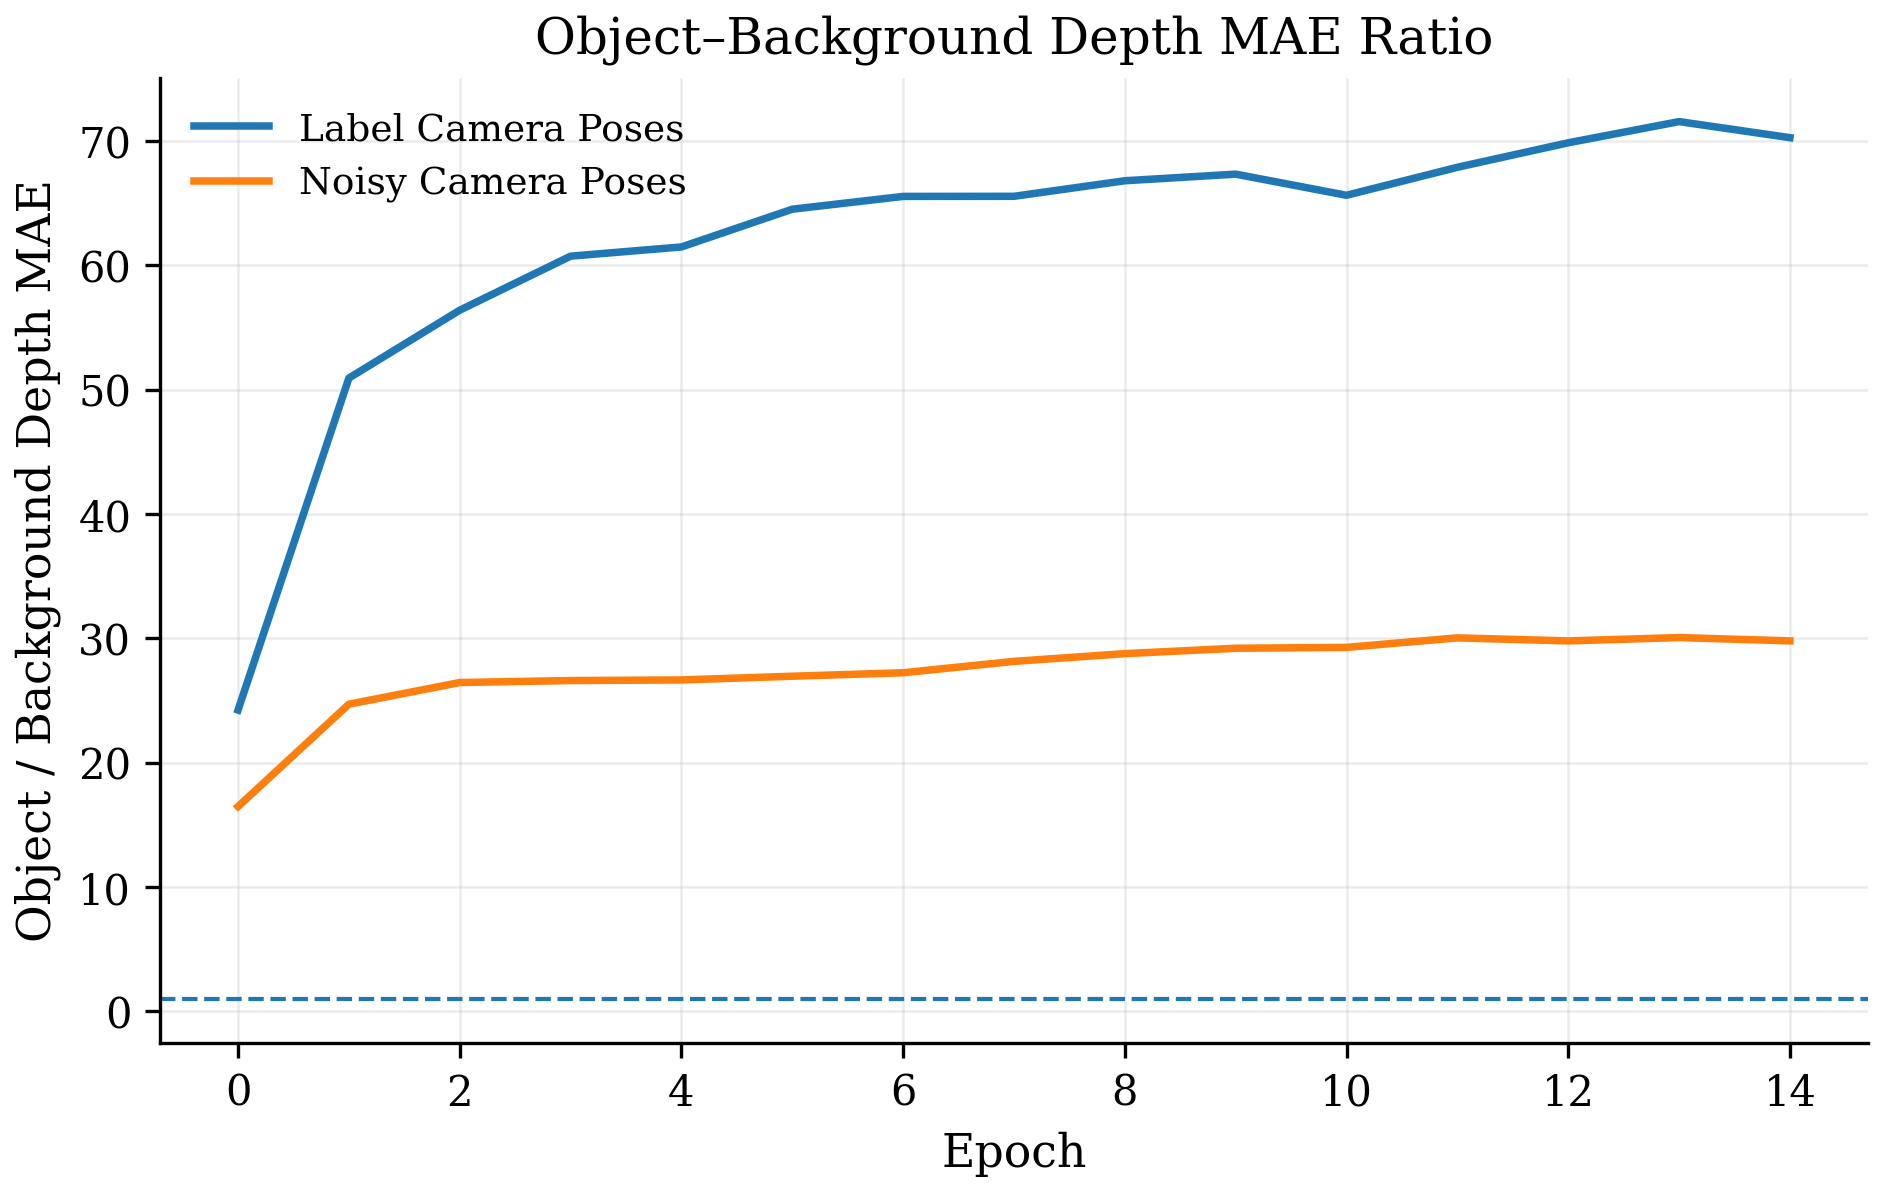 Object–Background Depth MAE Ratio
Label Camera Poses
Noisy Camera Poses
Object / Background Depth MAE
70
60
50
40
30
20
10
0
0 2 4 6 8 10 12 14
Epoch